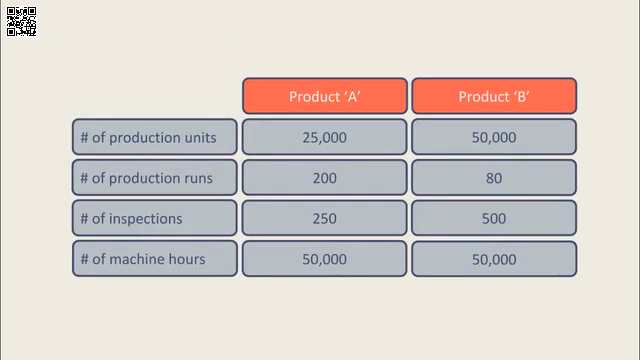 Product ‘A’ Product ‘B’
# of production units 25,000 50,000
# of production runs 200 80
# of inspections 250 500
# of machine hours 50,000 50,000